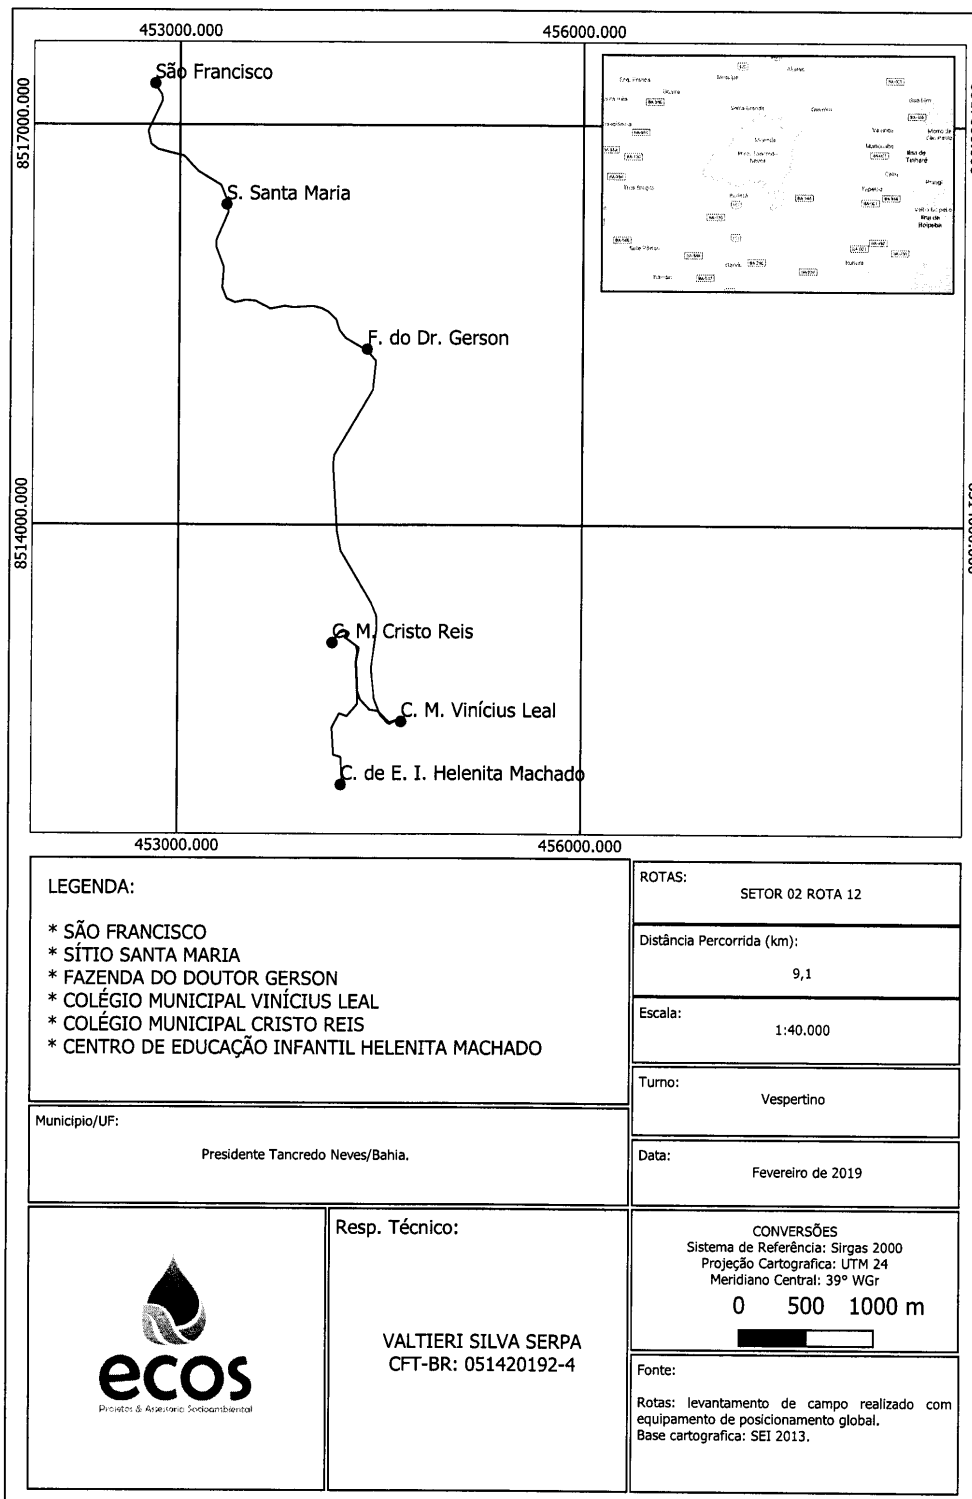 453000.000
456000.000
São Francisco
8517000.000
S. Santa Maria
F. do Dr. Gerson
8514000.000
C. M. Cristo Reis
C. M. Vinícius Leal
C. de E. I. Helenita Machado
453000.000
456000.000
LEGENDA:
* SÃO FRANCISCO
* SÍTIO SANTA MARIA
* FAZENDA DO DOUTOR GERSON
* COLÉGIO MUNICIPAL VINÍCIUS LEAL
* COLÉGIO MUNICIPAL CRISTO REIS
* CENTRO DE EDUCAÇÃO INFANTIL HELENITA MACHADO
ROTAS:
SETOR 02 ROTA 12
Distância Percorrida (km):
9,1
Escala:
1:40.000
Turno:
Vespertino
Município/UF:
Presidente Tancredo Neves/Bahia.
Data:
Fevereiro de 2019
ecos
Projetos & Assessoria Socioambiental
Resp. Técnico:
VALTIERI SILVA SERPA
CFT-BR: 051420192-4
CONVERSÕES
Sistema de Referência: Sirgas 2000
Projeção Cartografica: UTM 24
Meridiano Central: 39° WGr
0 500 1000 m
Fonte:
Rotas: levantamento de campo realizado com
equipamento de posicionamento global.
Base cartografica: SEI 2013.